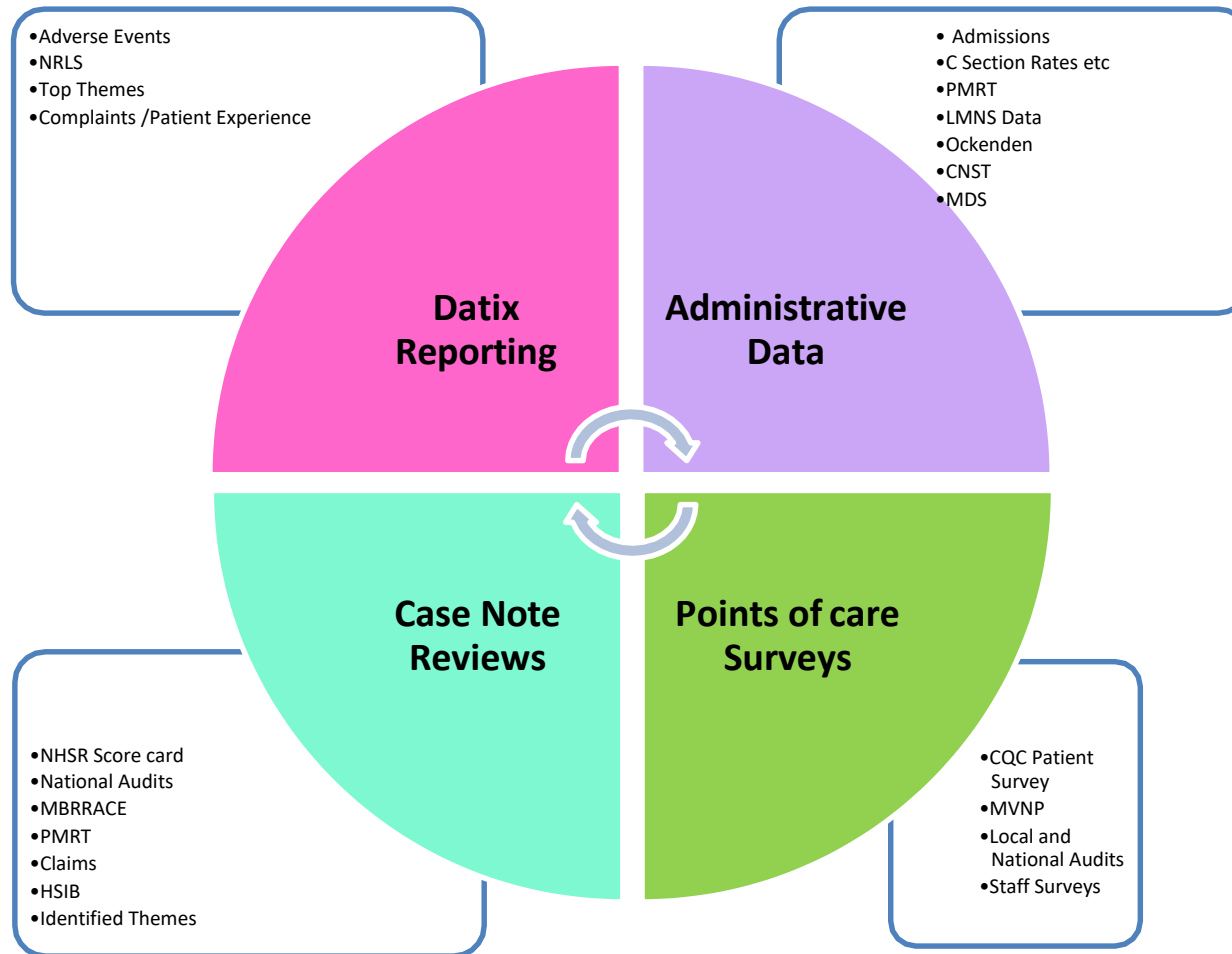 •Adverse Events
•NRLS
•Top Themes
•Complaints /Patient Experience
• Admissions
•C Section Rates etc
•PMRT
•LMNS Data
•Ockenden
•CNST
•MDS
Datix
Reporting
Administrative
Data
Case Note
Reviews
Points of care
Surveys
•NHSR Score card
•National Audits
•MBRRACE
•PMRT
•Claims
•HSIB
•Identified Themes
•CQC Patient
Survey
•MVNP
•Local and
National Audits
•Staff Surveys